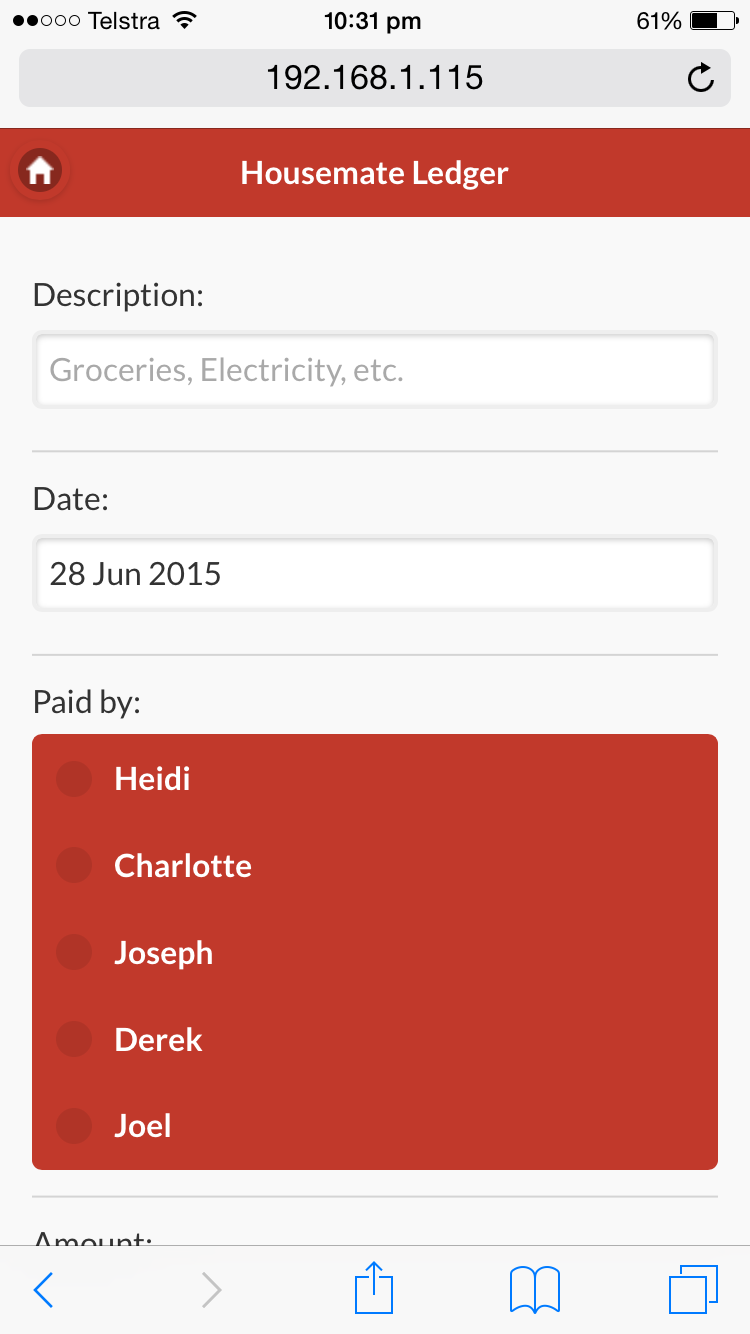 Telstra 10:31 pm 61%
192.168.1.115
Housemate Ledger
Description:
Groceries, Electricity, etc.
Date:
28 Jun 2015
Paid by:
Heidi
Charlotte
Joseph
Derek
Joel
Amount: